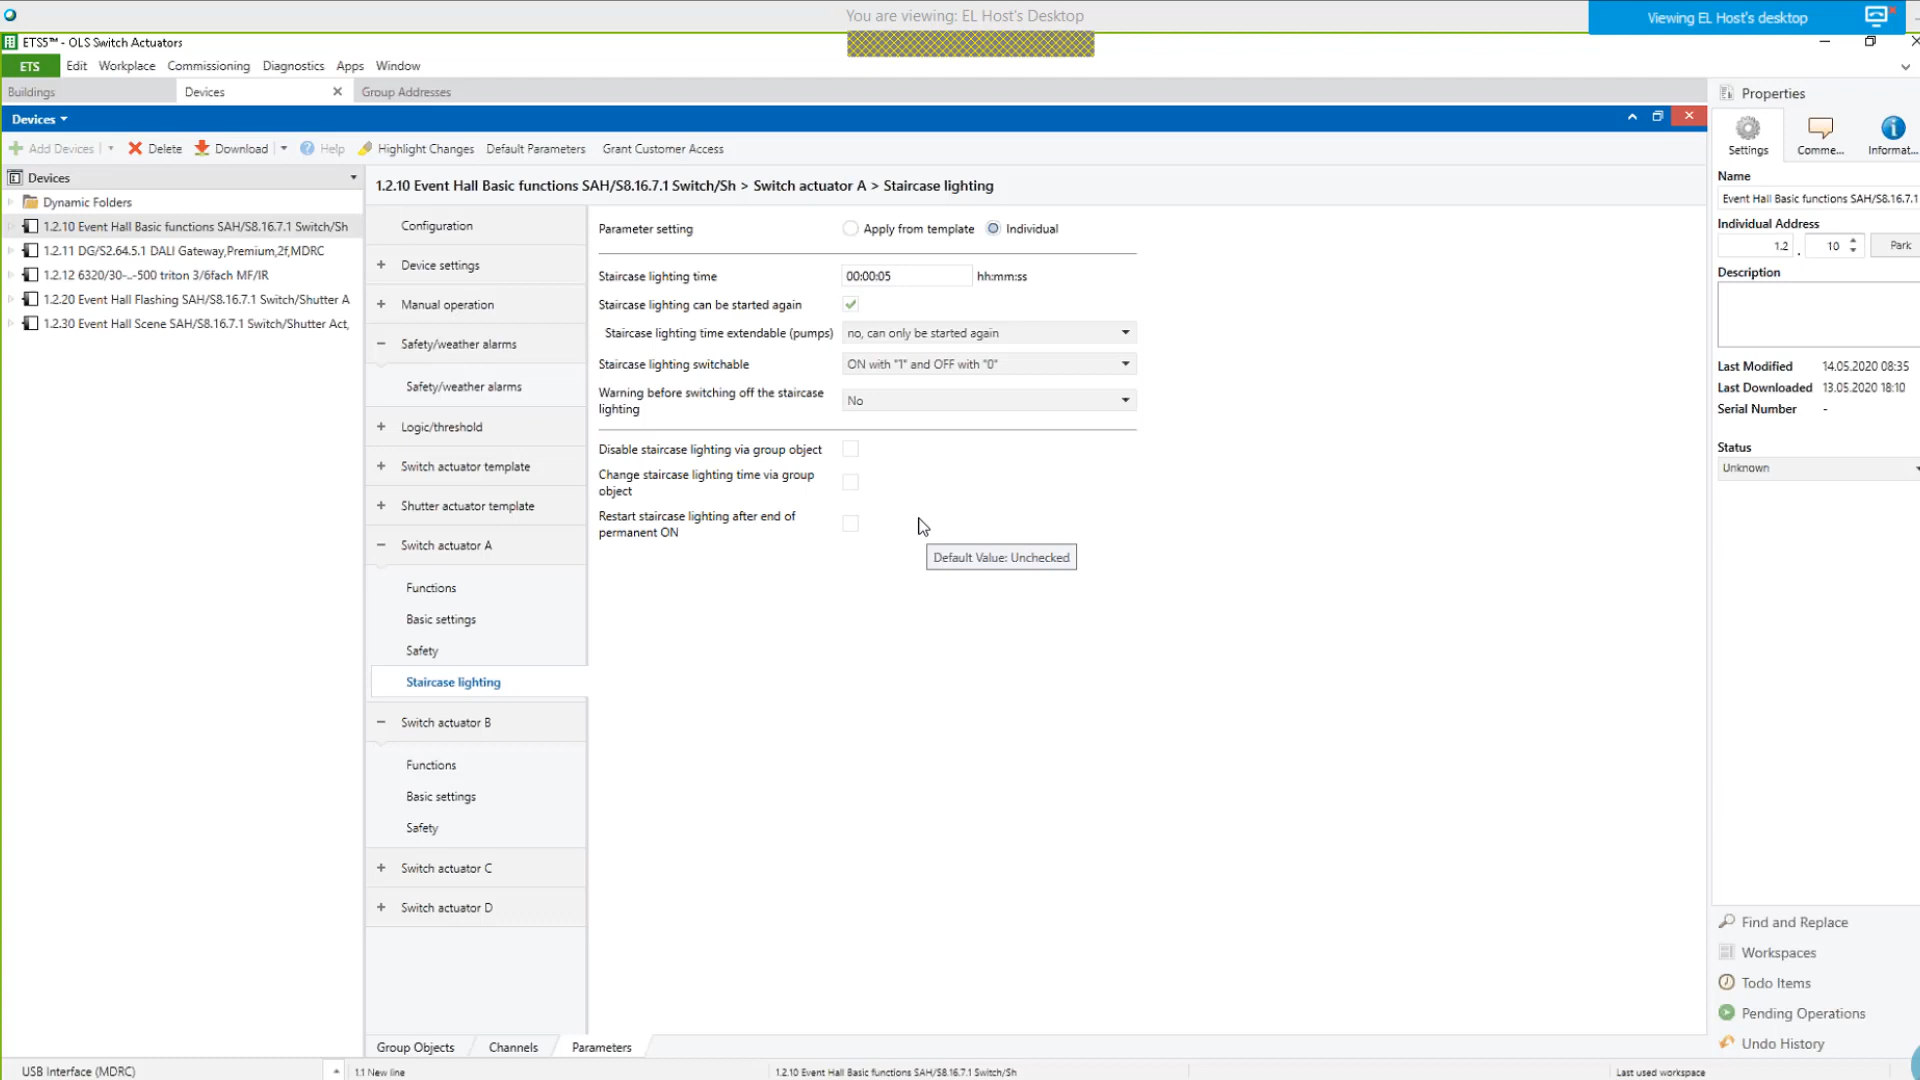 You are viewing: EL Host's Desktop
Viewing EL Host's desktop
ETS5™ - OLS Switch Actuators
ETS Edit Workplace Commissioning Diagnostics Apps Window
Buildings Devices Group Addresses
Devices
Add Devices Delete Download Help Highlight Changes Default Parameters Grant Customer Access
Devices
Dynamic Folders
1.2.10 Event Hall Basic functions SAH/S8.16.7.1 Switch/Sh
1.2.11 DG/S2.64.5.1 DALI Gateway,Premium,2f,MDRC
1.2.12 6320/30-..-500 triton 3/6fach MF/IR
1.2.20 Event Hall Flashing SAH/S8.16.7.1 Switch/Shutter A
1.2.30 Event Hall Scene SAH/S8.16.7.1 Switch/Shutter Act,
1.2.10 Event Hall Basic functions SAH/S8.16.7.1 Switch/Sh > Switch actuator A > Staircase lighting
Configuration
+ Device settings
+ Manual operation
− Safety/weather alarms
Safety/weather alarms
+ Logic/threshold
+ Switch actuator template
+ Shutter actuator template
− Switch actuator A
Functions
Basic settings
Safety
Staircase lighting
− Switch actuator B
Functions
Basic settings
Safety
+ Switch actuator C
+ Switch actuator D
Parameter setting Apply from template Individual
Staircase lighting time 00:00:05 hh:mm:ss
Staircase lighting can be started again
Staircase lighting time extendable (pumps) no, can only be started again
Staircase lighting switchable ON with "1" and OFF with "0"
Warning before switching off the staircase
lighting
No
Disable staircase lighting via group object
Change staircase lighting time via group
object
Restart staircase lighting after end of
permanent ON
Default Value: Unchecked
Properties
Settings Comme... Informat...
Name
Event Hall Basic functions SAH/S8.16.7.1
Individual Address
1.2 . 10 Park
Description
Last Modified 14.05.2020 08:35
Last Downloaded 13.05.2020 18:10
Serial Number -
Status
Unknown
Find and Replace
Workspaces
Todo Items
Pending Operations
Undo History
Group Objects Channels Parameters
USB Interface (MDRC) 1.1 New line 1.2.10 Event Hall Basic functions SAH/S8.16.7.1 Switch/Sh Last used workspace